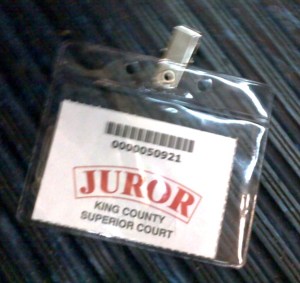 0000050921
JUROR
KING COUNTY
SUPERIOR COURT